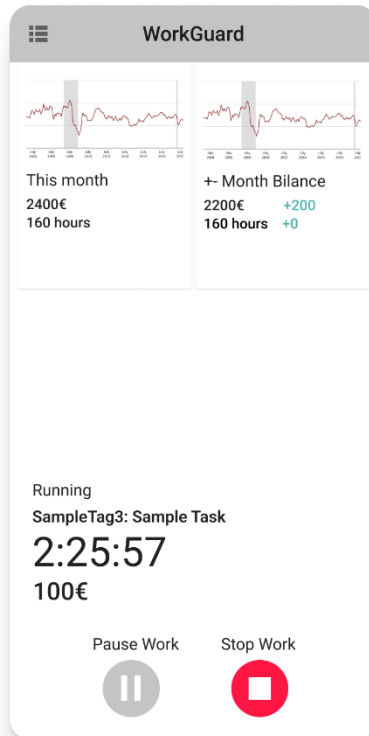 WorkGuard
This month
2400€
160 hours
+- Month Bilance
2200€ +200
160 hours +0
Running
SampleTag3: Sample Task
2:25:57
100€
Pause Work Stop Work